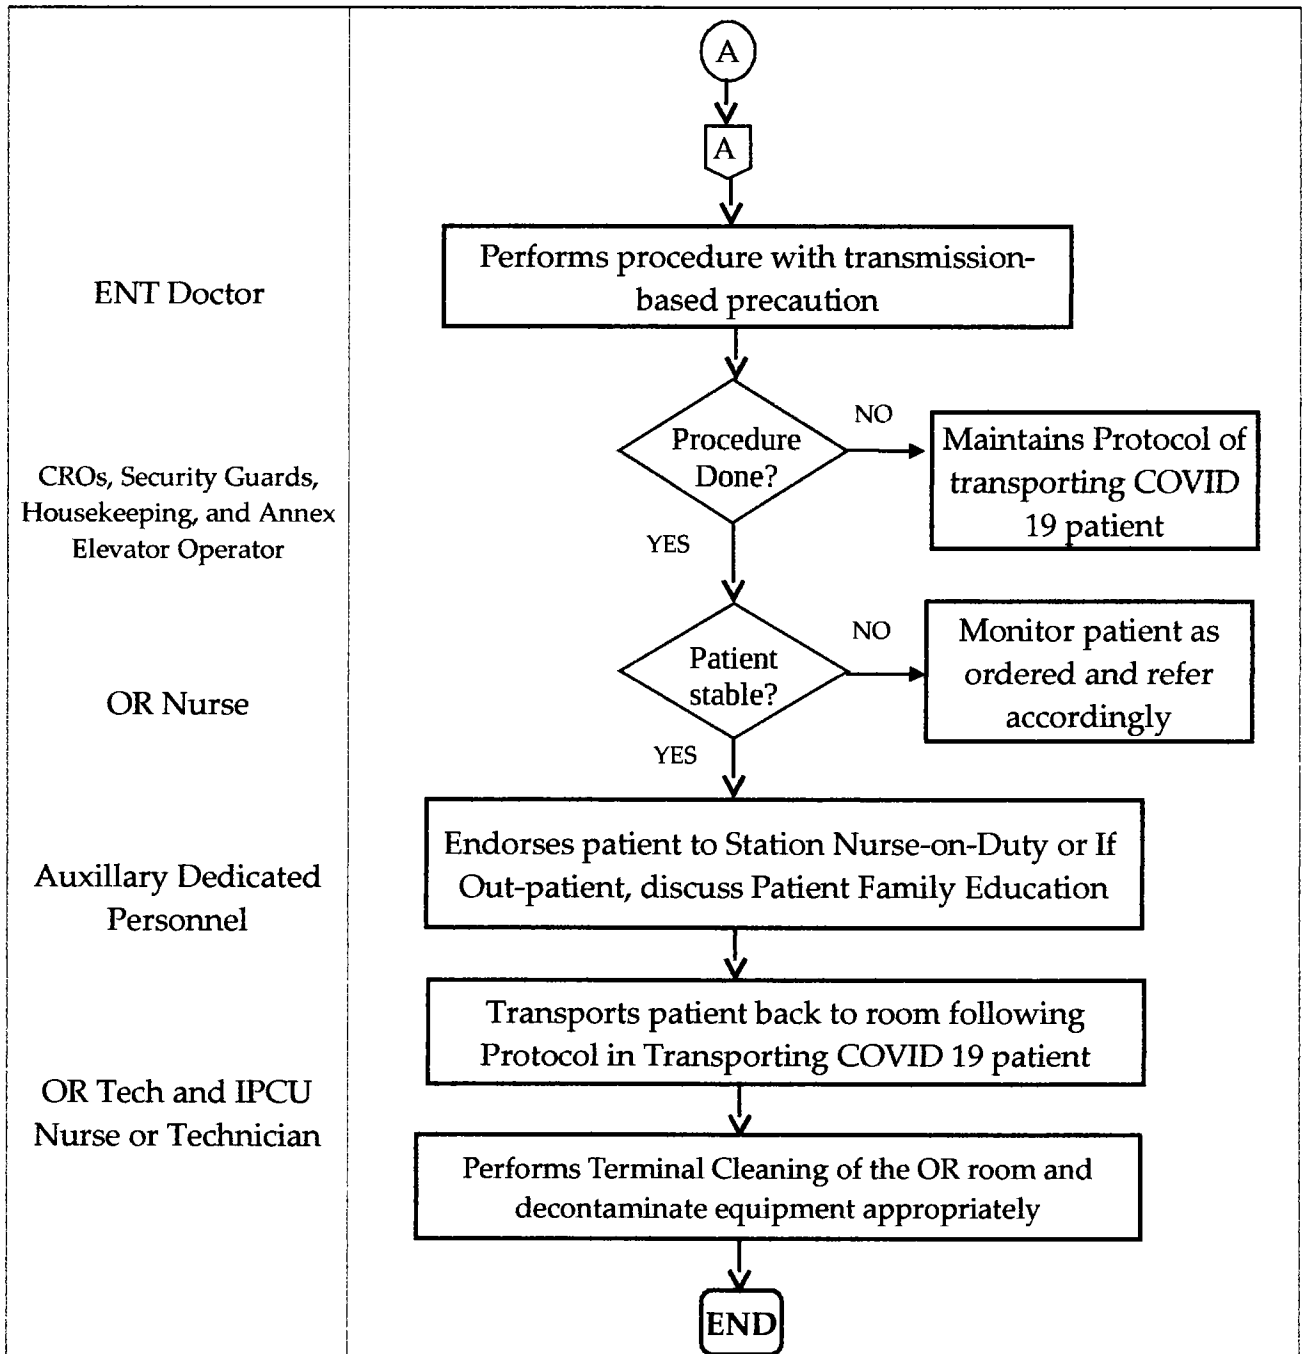 A
A
ENT Doctor
Performs procedure with transmission-
based precaution
CROs, Security Guards,
Housekeeping, and Annex
Elevator Operator
Procedure
Done?
NO
Maintains Protocol of
transporting COVID
19 patient
YES
OR Nurse
Patient
stable?
NO
Monitor patient as
ordered and refer
accordingly
YES
Auxillary Dedicated
Personnel
Endorses patient to Station Nurse-on-Duty or If
Out-patient, discuss Patient Family Education
Transports patient back to room following
Protocol in Transporting COVID 19 patient
OR Tech and IPCU
Nurse or Technician
Performs Terminal Cleaning of the OR room and
decontaminate equipment appropriately
END